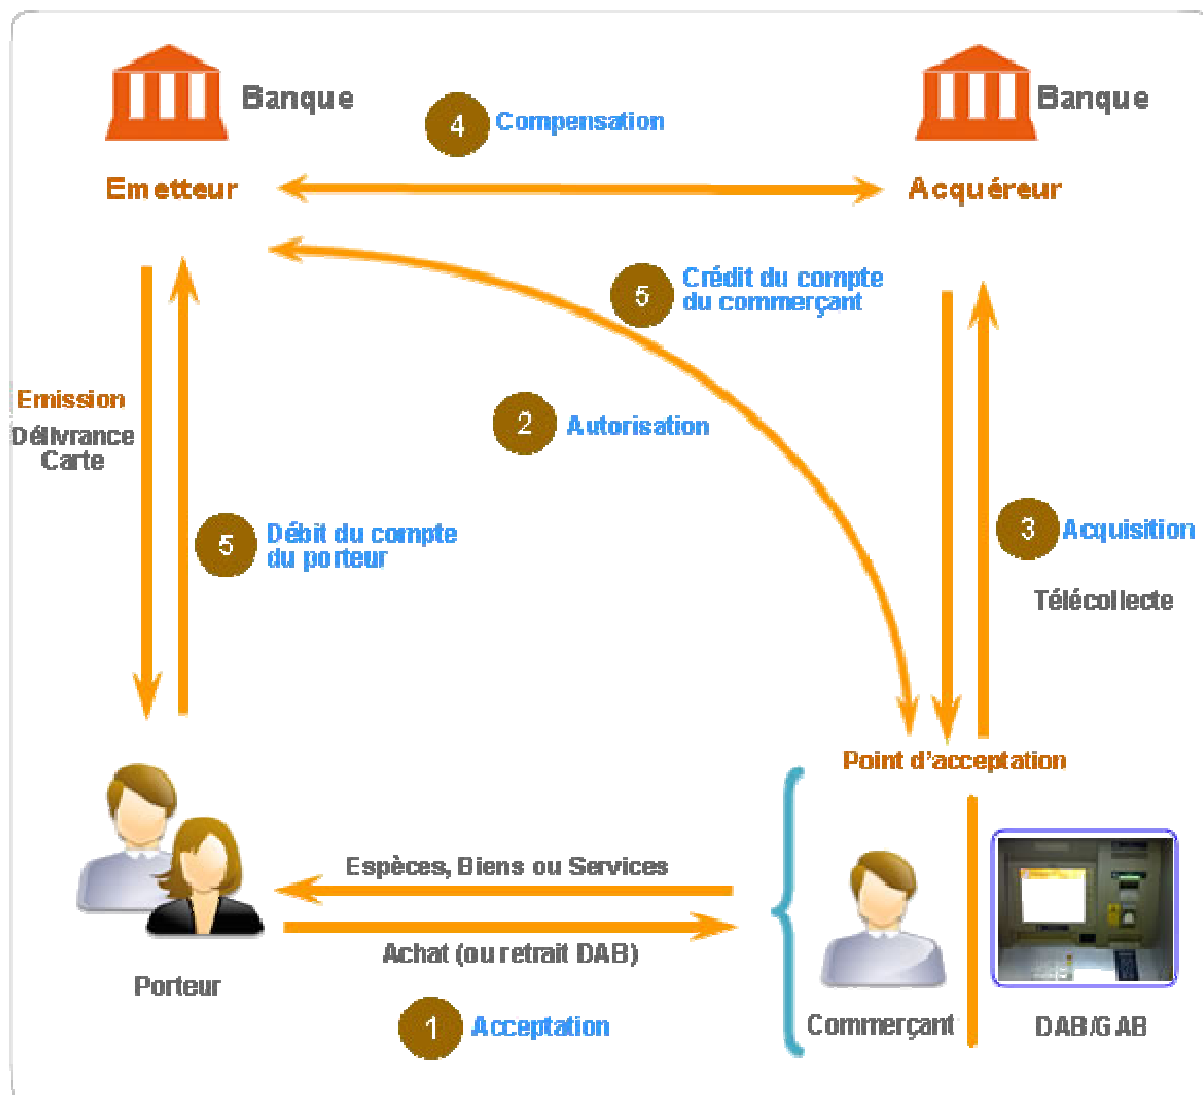 Banque
Banque
4 Compensation
Emetteur
Acquéreur
5 Crédit du compte
du commerçant
Emission
Délivrance
Carte
2 Autorisation
5 Débit du compte
du porteur
3 Acquisition
Télécollecte
Point d'acceptation
Espèces, Biens ou Services
Achat (ou retrait DAB)
Porteur
1 Acceptation
Commerçant
DAB/GAB